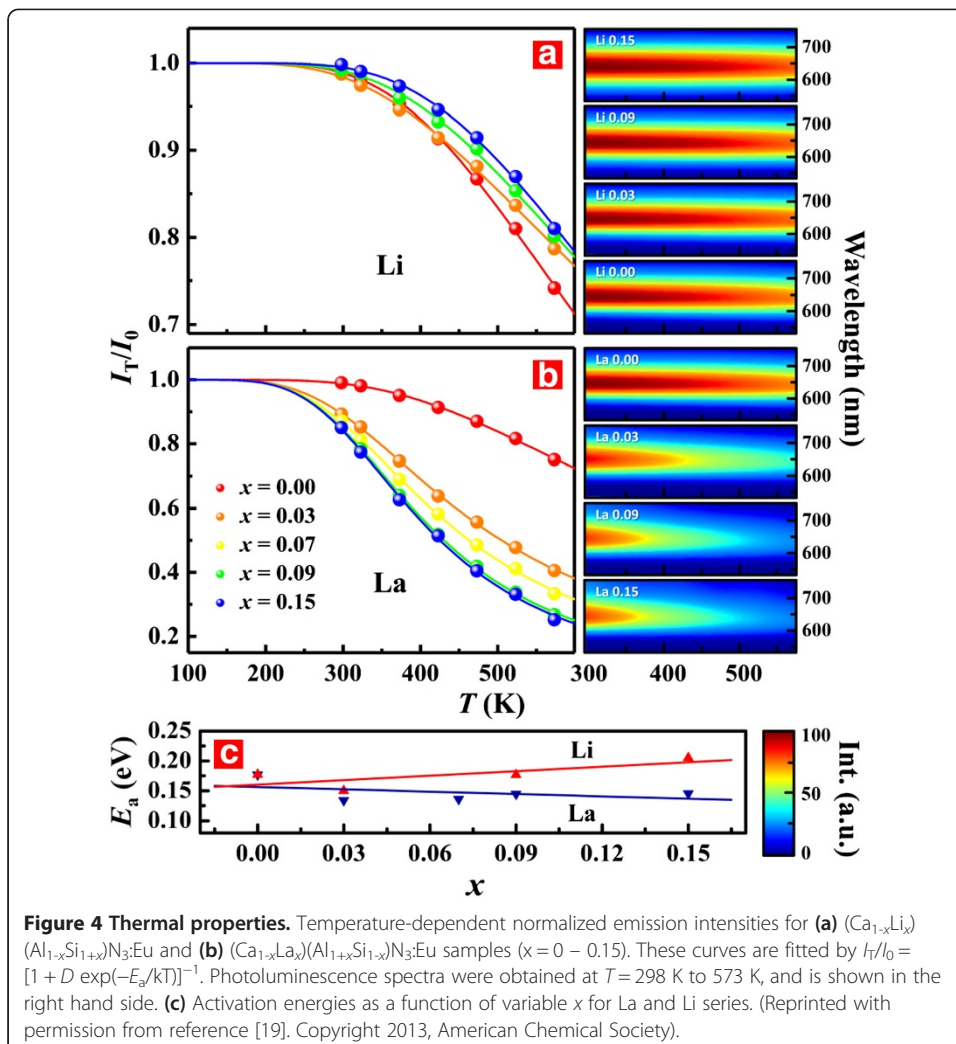 a
1.0
0.9
0.8
0.7
Li
I_T/I_0
b
1.0
0.8
0.6
0.4
0.2
x = 0.00
x = 0.03
x = 0.07
x = 0.09
x = 0.15
La
100 200 300 400 500
T (K)
Li 0.15
700
600
Li 0.09
700
600
Li 0.03
700
600
Li 0.00
700
600
La 0.00
700
600
La 0.03
700
600
La 0.09
700
600
La 0.15
700
600
300 400 500
Wavelength (nm)
c
0.25
0.20
0.15
0.10
E_a (eV)
Li
La
0.00 0.03 0.06 0.09 0.12 0.15
x
100
50
0
Int. (a.u.)
Figure 4 Thermal properties. Temperature-dependent normalized emission intensities for (a) (Ca₁₋ₓLiₓ)
(Al₁₋ₓSi₁₊ₓ)N₃:Eu and (b) (Ca₁₋ₓLaₓ)(Al₁₊ₓSi₁₋ₓ)N₃:Eu samples (x = 0 – 0.15). These curves are fitted by I_T/I_0 =
[1 + D exp(−E_a/kT)]⁻¹. Photoluminescence spectra were obtained at T = 298 K to 573 K, and is shown in the
right hand side. (c) Activation energies as a function of variable x for La and Li series. (Reprinted with
permission from reference [19]. Copyright 2013, American Chemical Society).